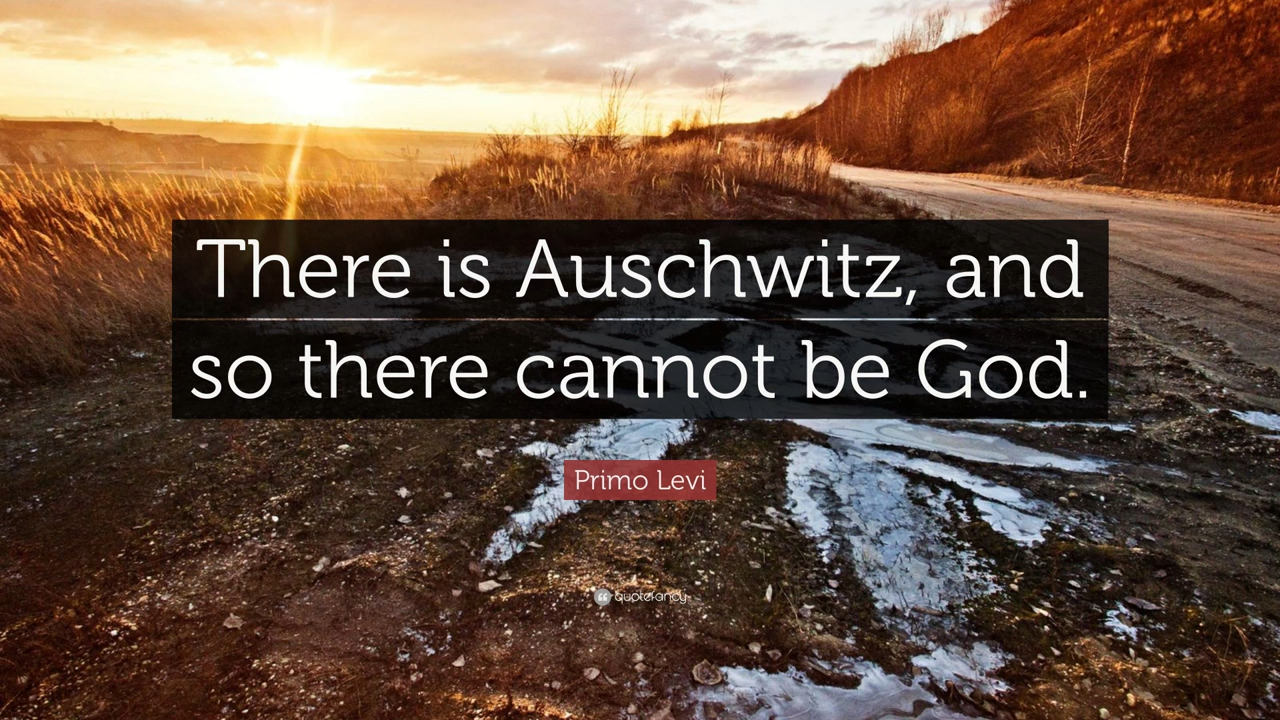 There is Auschwitz, and
so there cannot be God.
Primo Levi
quotefancy